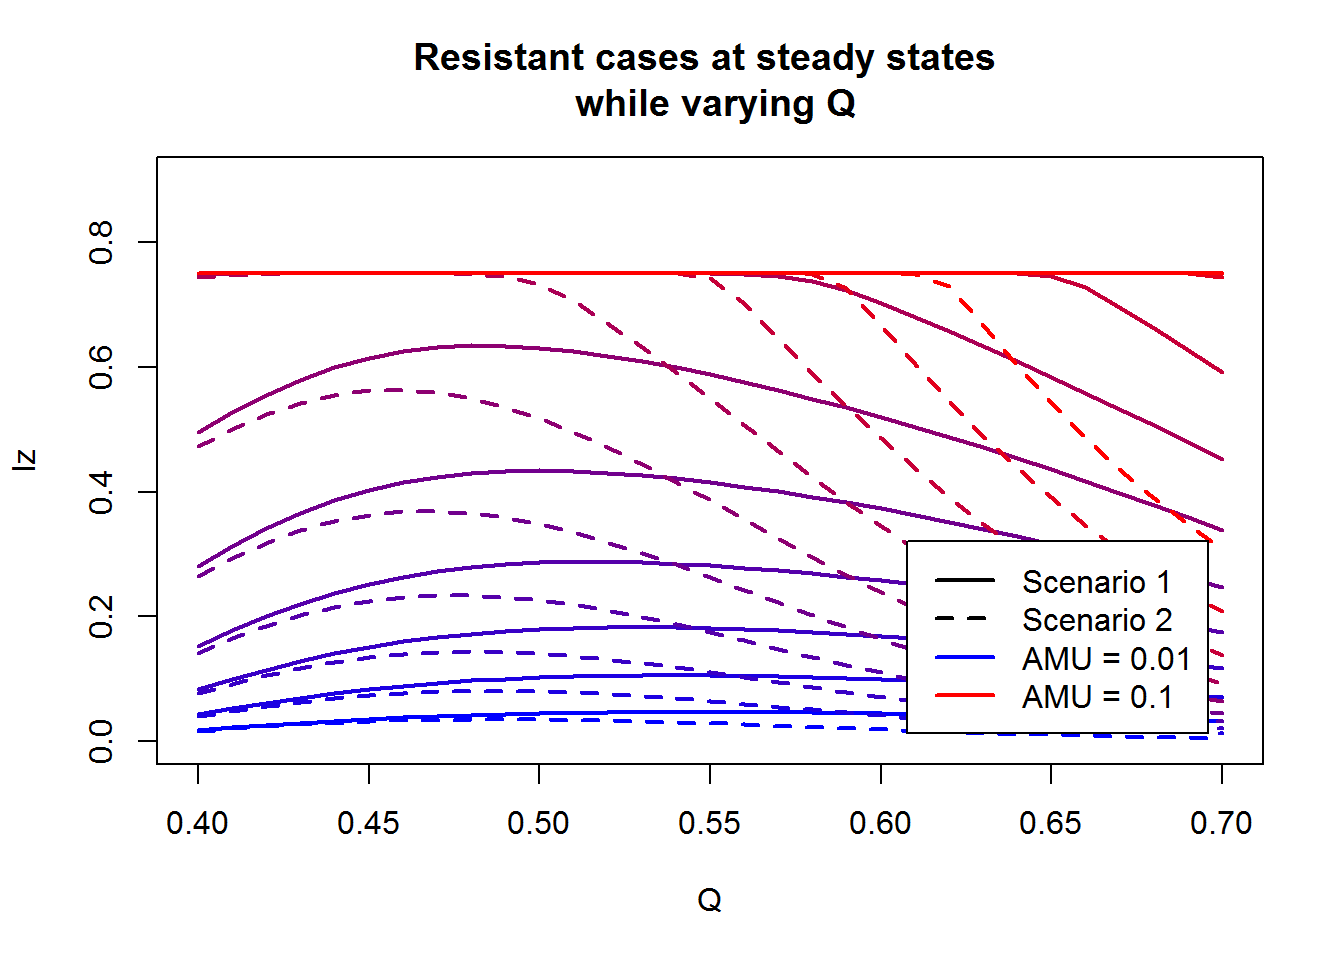 Resistant cases at steady states
while varying Q
Iz
0.8
0.6
0.4
0.2
0.0
Scenario 1
Scenario 2
AMU = 0.01
AMU = 0.1
0.40 0.45 0.50 0.55 0.60 0.65 0.70
Q